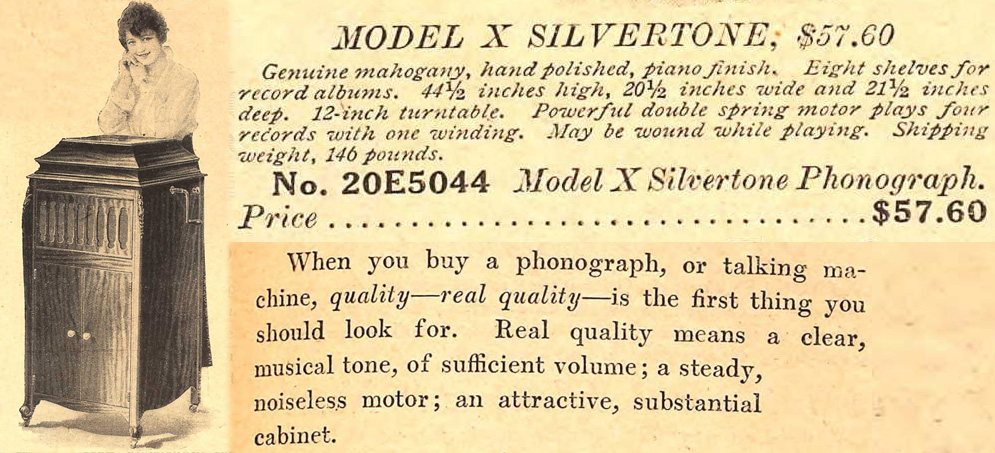 MODEL X SILVERTONE, $57.60
Genuine mahogany, hand polished, piano finish. Eight shelves for
record albums. 44½ inches high, 20½ inches wide and 21½ inches
deep. 12-inch turntable. Powerful double spring motor plays four
records with one winding. May be wound while playing. Shipping
weight, 146 pounds.
No. 20E5044 Model X Silvertone Phonograph.
Price ................................. $57.60
When you buy a phonograph, or talking ma-
chine, quality—real quality—is the first thing you
should look for. Real quality means a clear,
musical tone, of sufficient volume; a steady,
noiseless motor; an attractive, substantial
cabinet.